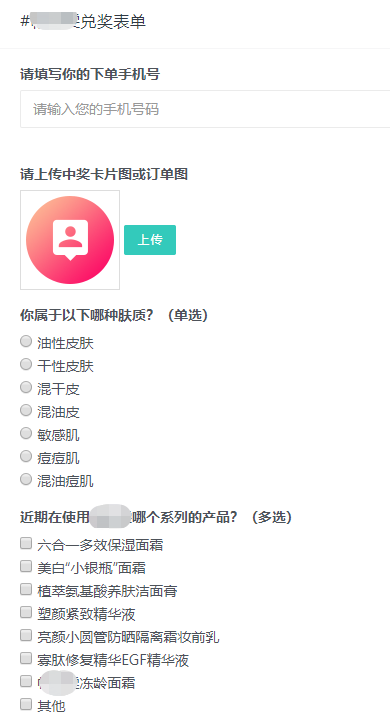 #兑奖表单
请填写你的下单手机号
请输入您的手机号码
请上传中奖卡片图或订单图
上传
你属于以下哪种肤质？（单选）
油性皮肤
干性皮肤
混干皮
混油皮
敏感肌
痘痘肌
混油痘肌
近期在使用哪个系列的产品？（多选）
六合一多效保湿面霜
美白“小银瓶”面霜
植萃氨基酸养肤洁面膏
塑颜紧致精华液
亮颜小圆管防晒隔离霜妆前乳
寡肽修复精华EGF精华液
冻龄面霜
其他